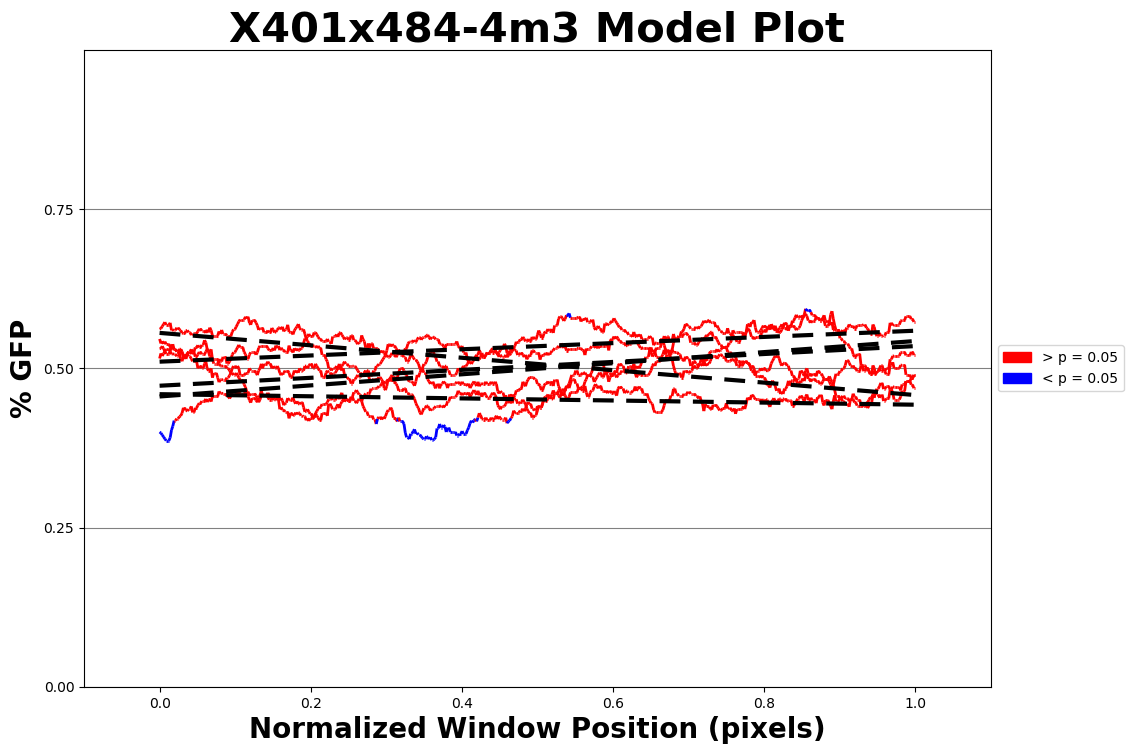 X401x484-4m3 Model Plot
% GFP
0.75
0.50
0.25
0.00
0.0 0.2 0.4 0.6 0.8 1.0
Normalized Window Position (pixels)
> p = 0.05
< p = 0.05